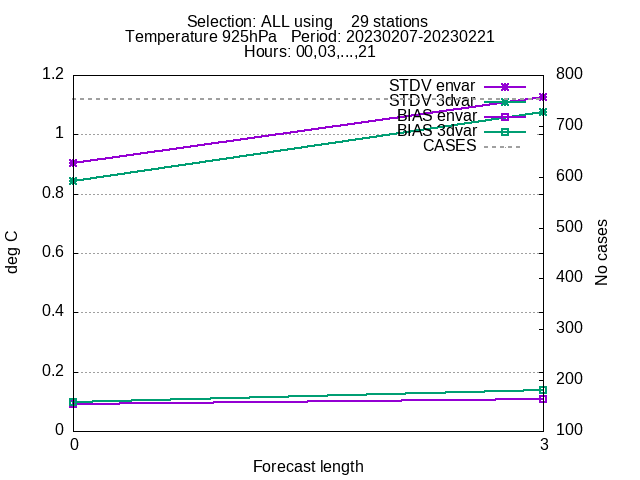 Selection: ALL using    29 stations
Temperature 925hPa   Period: 20230207-20230221
Hours: 00,03,...,21
1.2
1
0.8
0.6
0.4
0.2
0
deg C
800
700
600
500
400
300
200
100
No cases
STDV envar
STDV 3dvar
BIAS envar
BIAS 3dvar
CASES
0
3
Forecast length